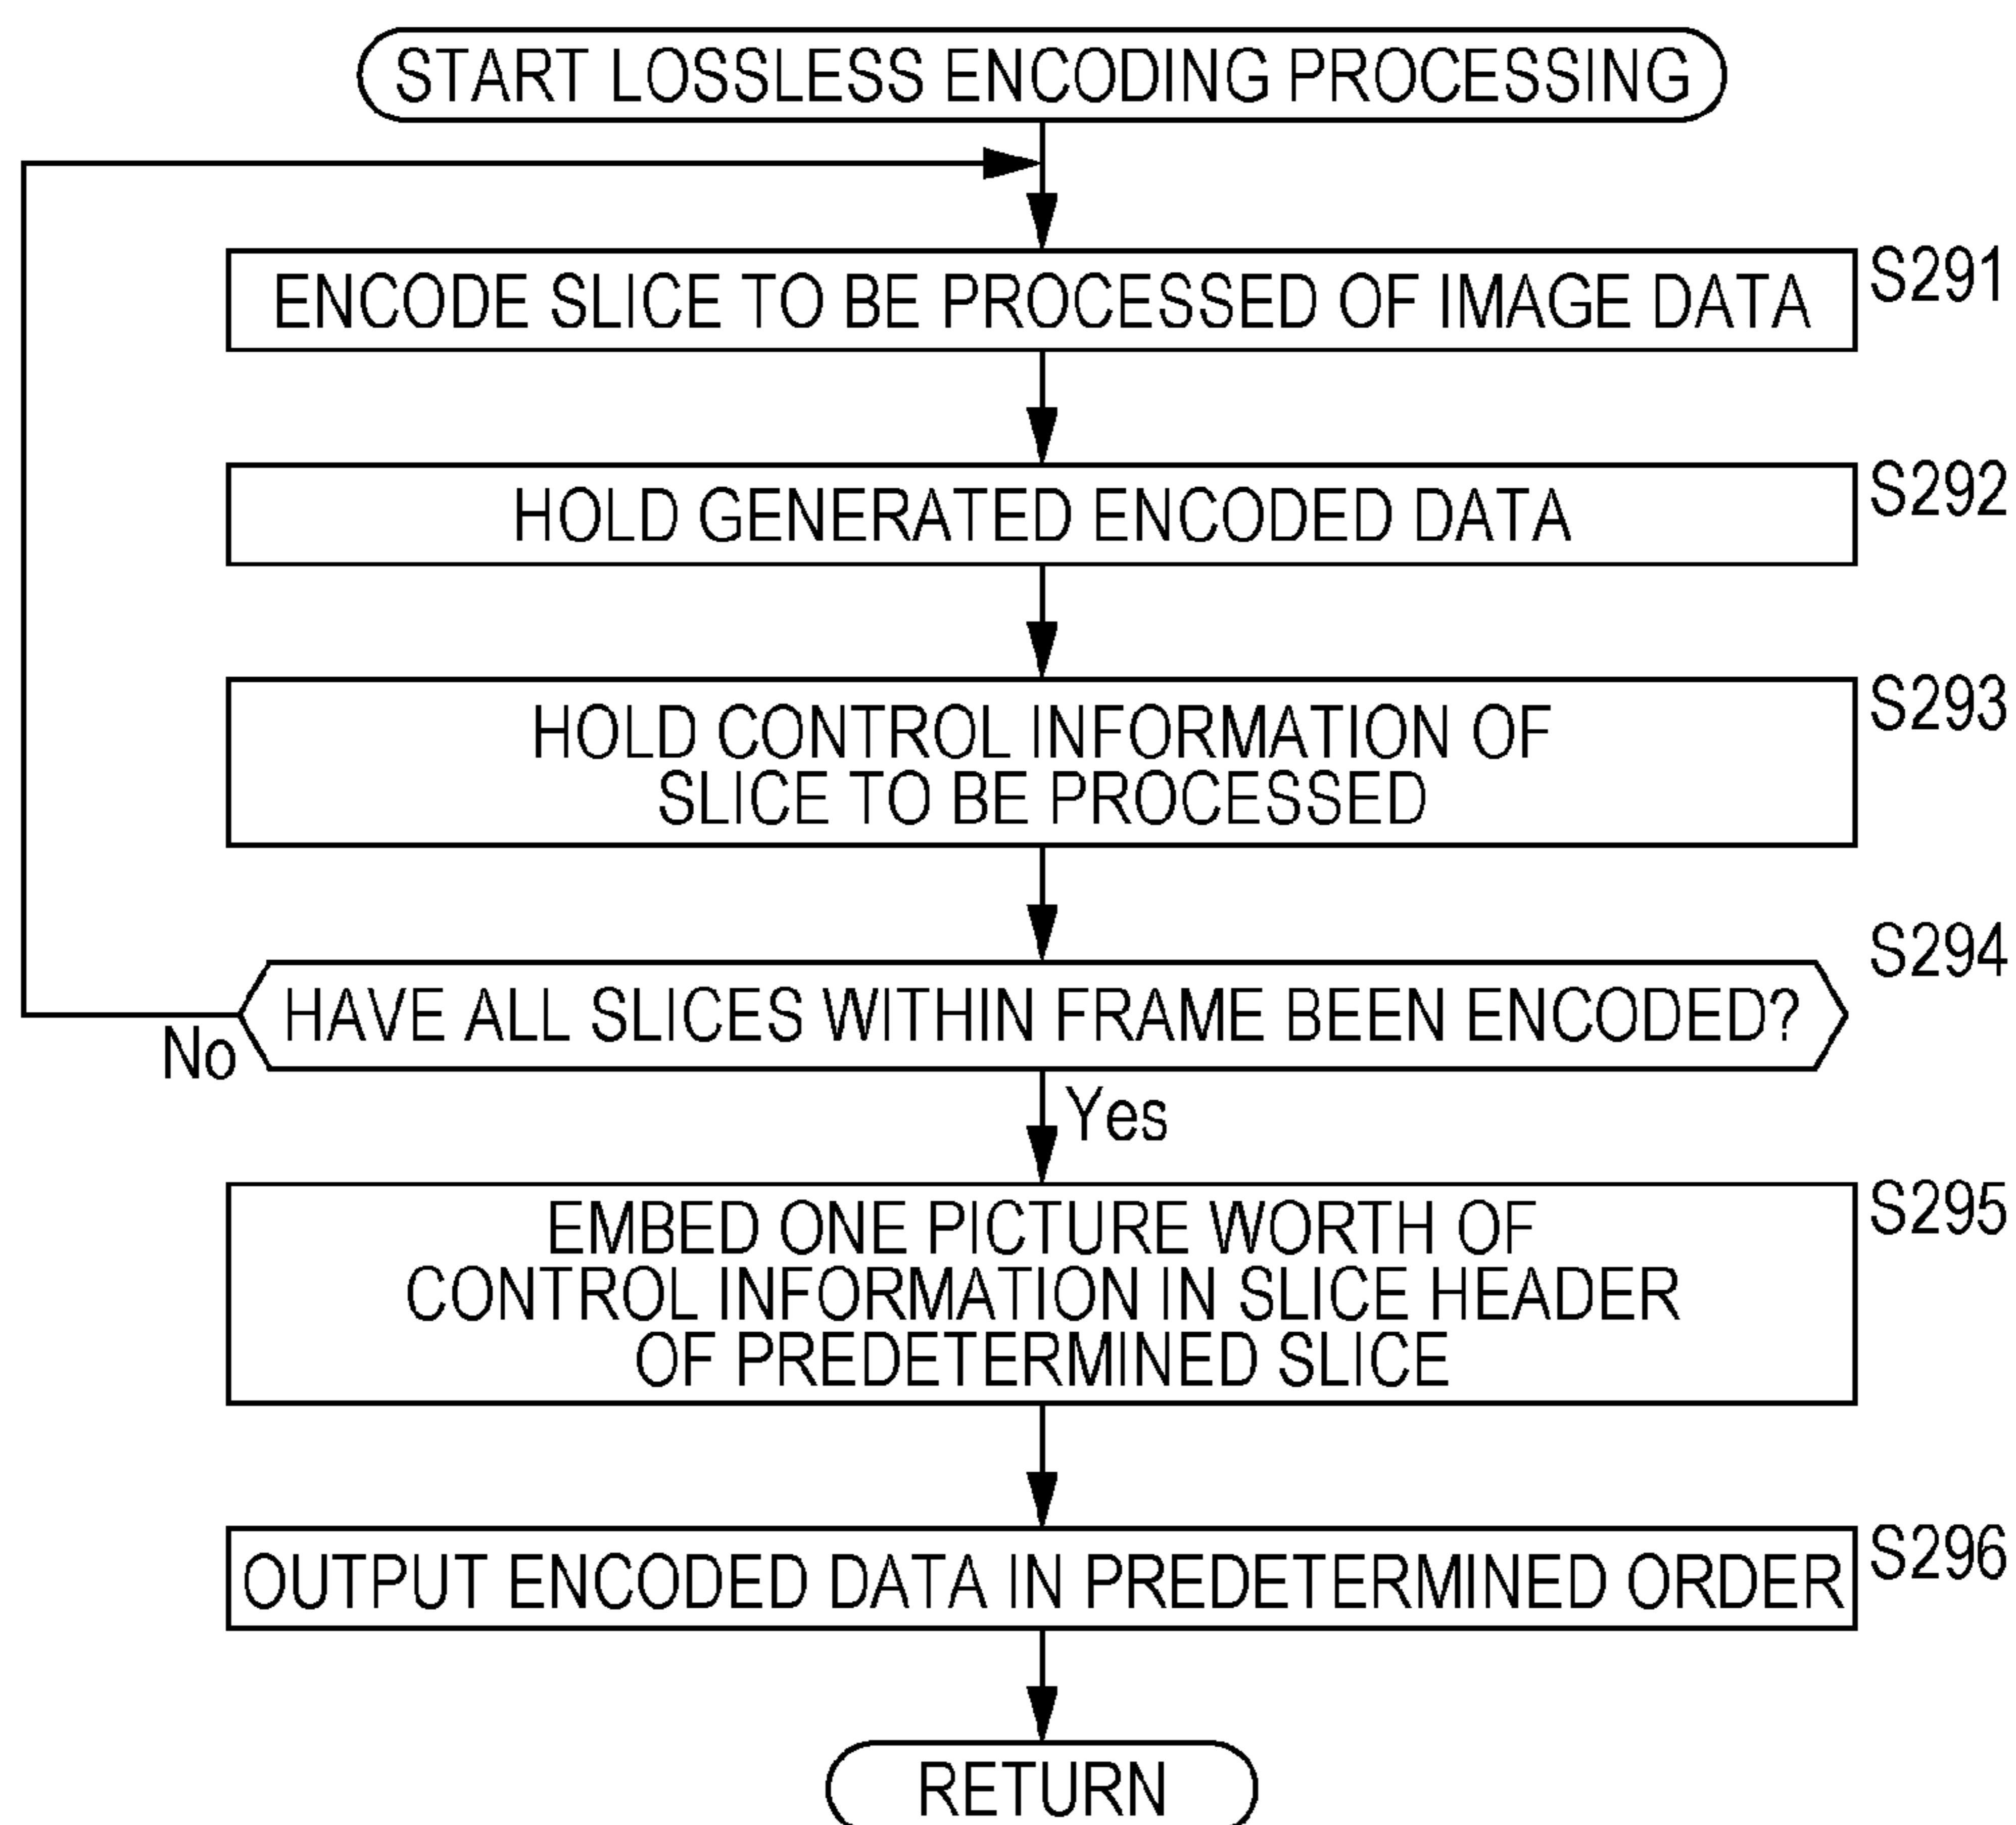 START LOSSLESS ENCODING PROCESSING
ENCODE SLICE TO BE PROCESSED OF IMAGE DATA
S291
HOLD GENERATED ENCODED DATA
S292
HOLD CONTROL INFORMATION OF
SLICE TO BE PROCESSED
S293
HAVE ALL SLICES WITHIN FRAME BEEN ENCODED?
S294
No
Yes
EMBED ONE PICTURE WORTH OF
CONTROL INFORMATION IN SLICE HEADER
OF PREDETERMINED SLICE
S295
OUTPUT ENCODED DATA IN PREDETERMINED ORDER
S296
RETURN